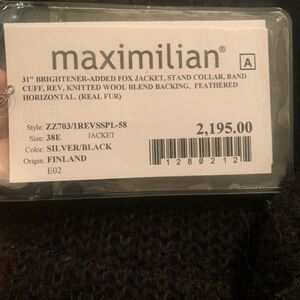 maximilian®
A
31" BRIGHTENER-ADDED FOX JACKET, STAND COLLAR, BAND
CUFF, REV, KNITTED WOOL BLEND BACKING, FEATHERED
HORIZONTAL. (REAL FUR)
Style: ZZ703/1REVSSPL-58
Size: 38E JACKET
2,195.00
Color: SILVER/BLACK
Origin: FINLAND
1280212
E02